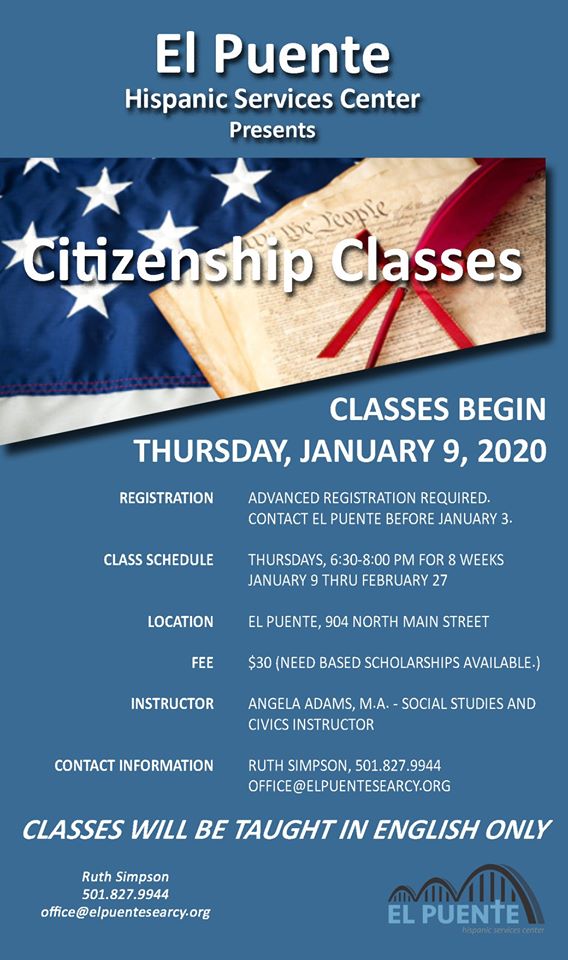 El Puente
Hispanic Services Center
Presents
We the People
Citizenship Classes
CLASSES BEGIN
THURSDAY, JANUARY 9, 2020
REGISTRATION ADVANCED REGISTRATION REQUIRED.
CONTACT EL PUENTE BEFORE JANUARY 3.
CLASS SCHEDULE THURSDAYS, 6:30-8:00 PM FOR 8 WEEKS
JANUARY 9 THRU FEBRUARY 27
LOCATION EL PUENTE, 904 NORTH MAIN STREET
FEE $30 (NEED BASED SCHOLARSHIPS AVAILABLE.)
INSTRUCTOR ANGELA ADAMS, M.A. - SOCIAL STUDIES AND
CIVICS INSTRUCTOR
CONTACT INFORMATION RUTH SIMPSON, 501.827.9944
OFFICE@ELPUENTESEARCY.ORG
CLASSES WILL BE TAUGHT IN ENGLISH ONLY
Ruth Simpson
501.827.9944
office@elpuentesearcy.org
EL PUENTE
hispanic services center